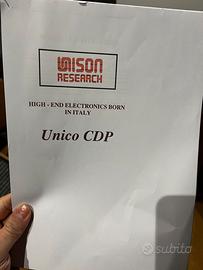 UNISON
RESEARCH
HIGH - END ELECTRONICS BORN
IN ITALY
Unico CDP
subito